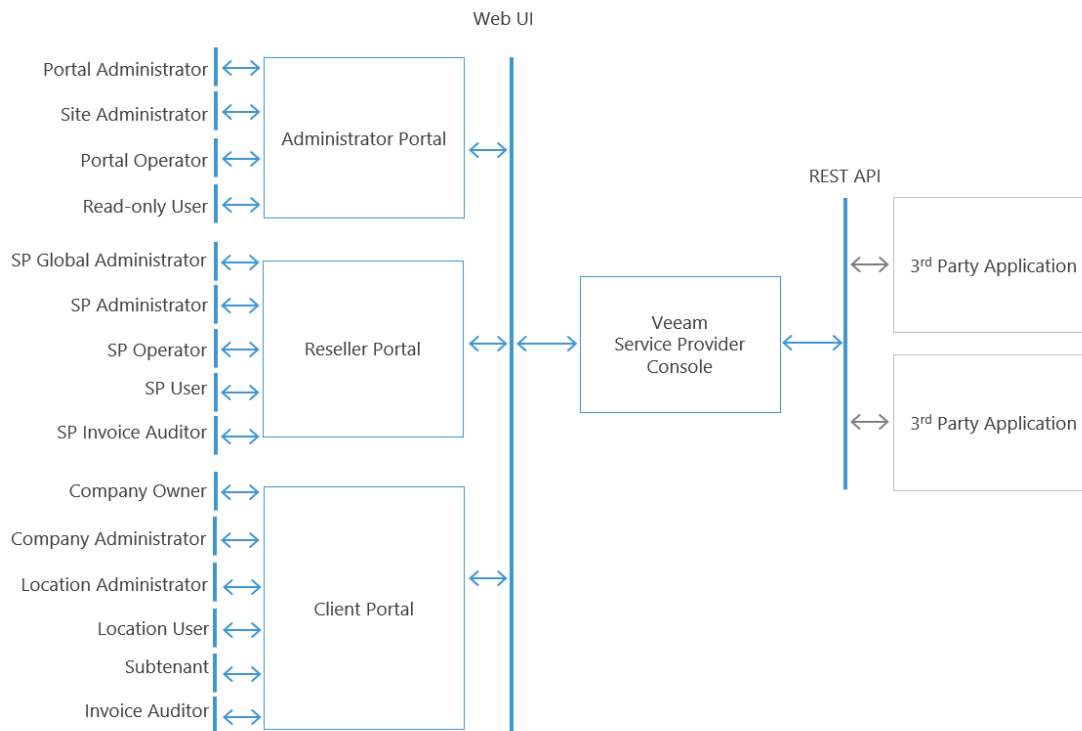 Web UI
Portal Administrator
Site Administrator
Portal Operator
Read-only User
Administrator Portal
SP Global Administrator
SP Administrator
SP Operator
SP User
SP Invoice Auditor
Reseller Portal
Company Owner
Company Administrator
Location Administrator
Location User
Subtenant
Invoice Auditor
Client Portal
Veeam
Service Provider
Console
REST API
3rd Party Application
3rd Party Application